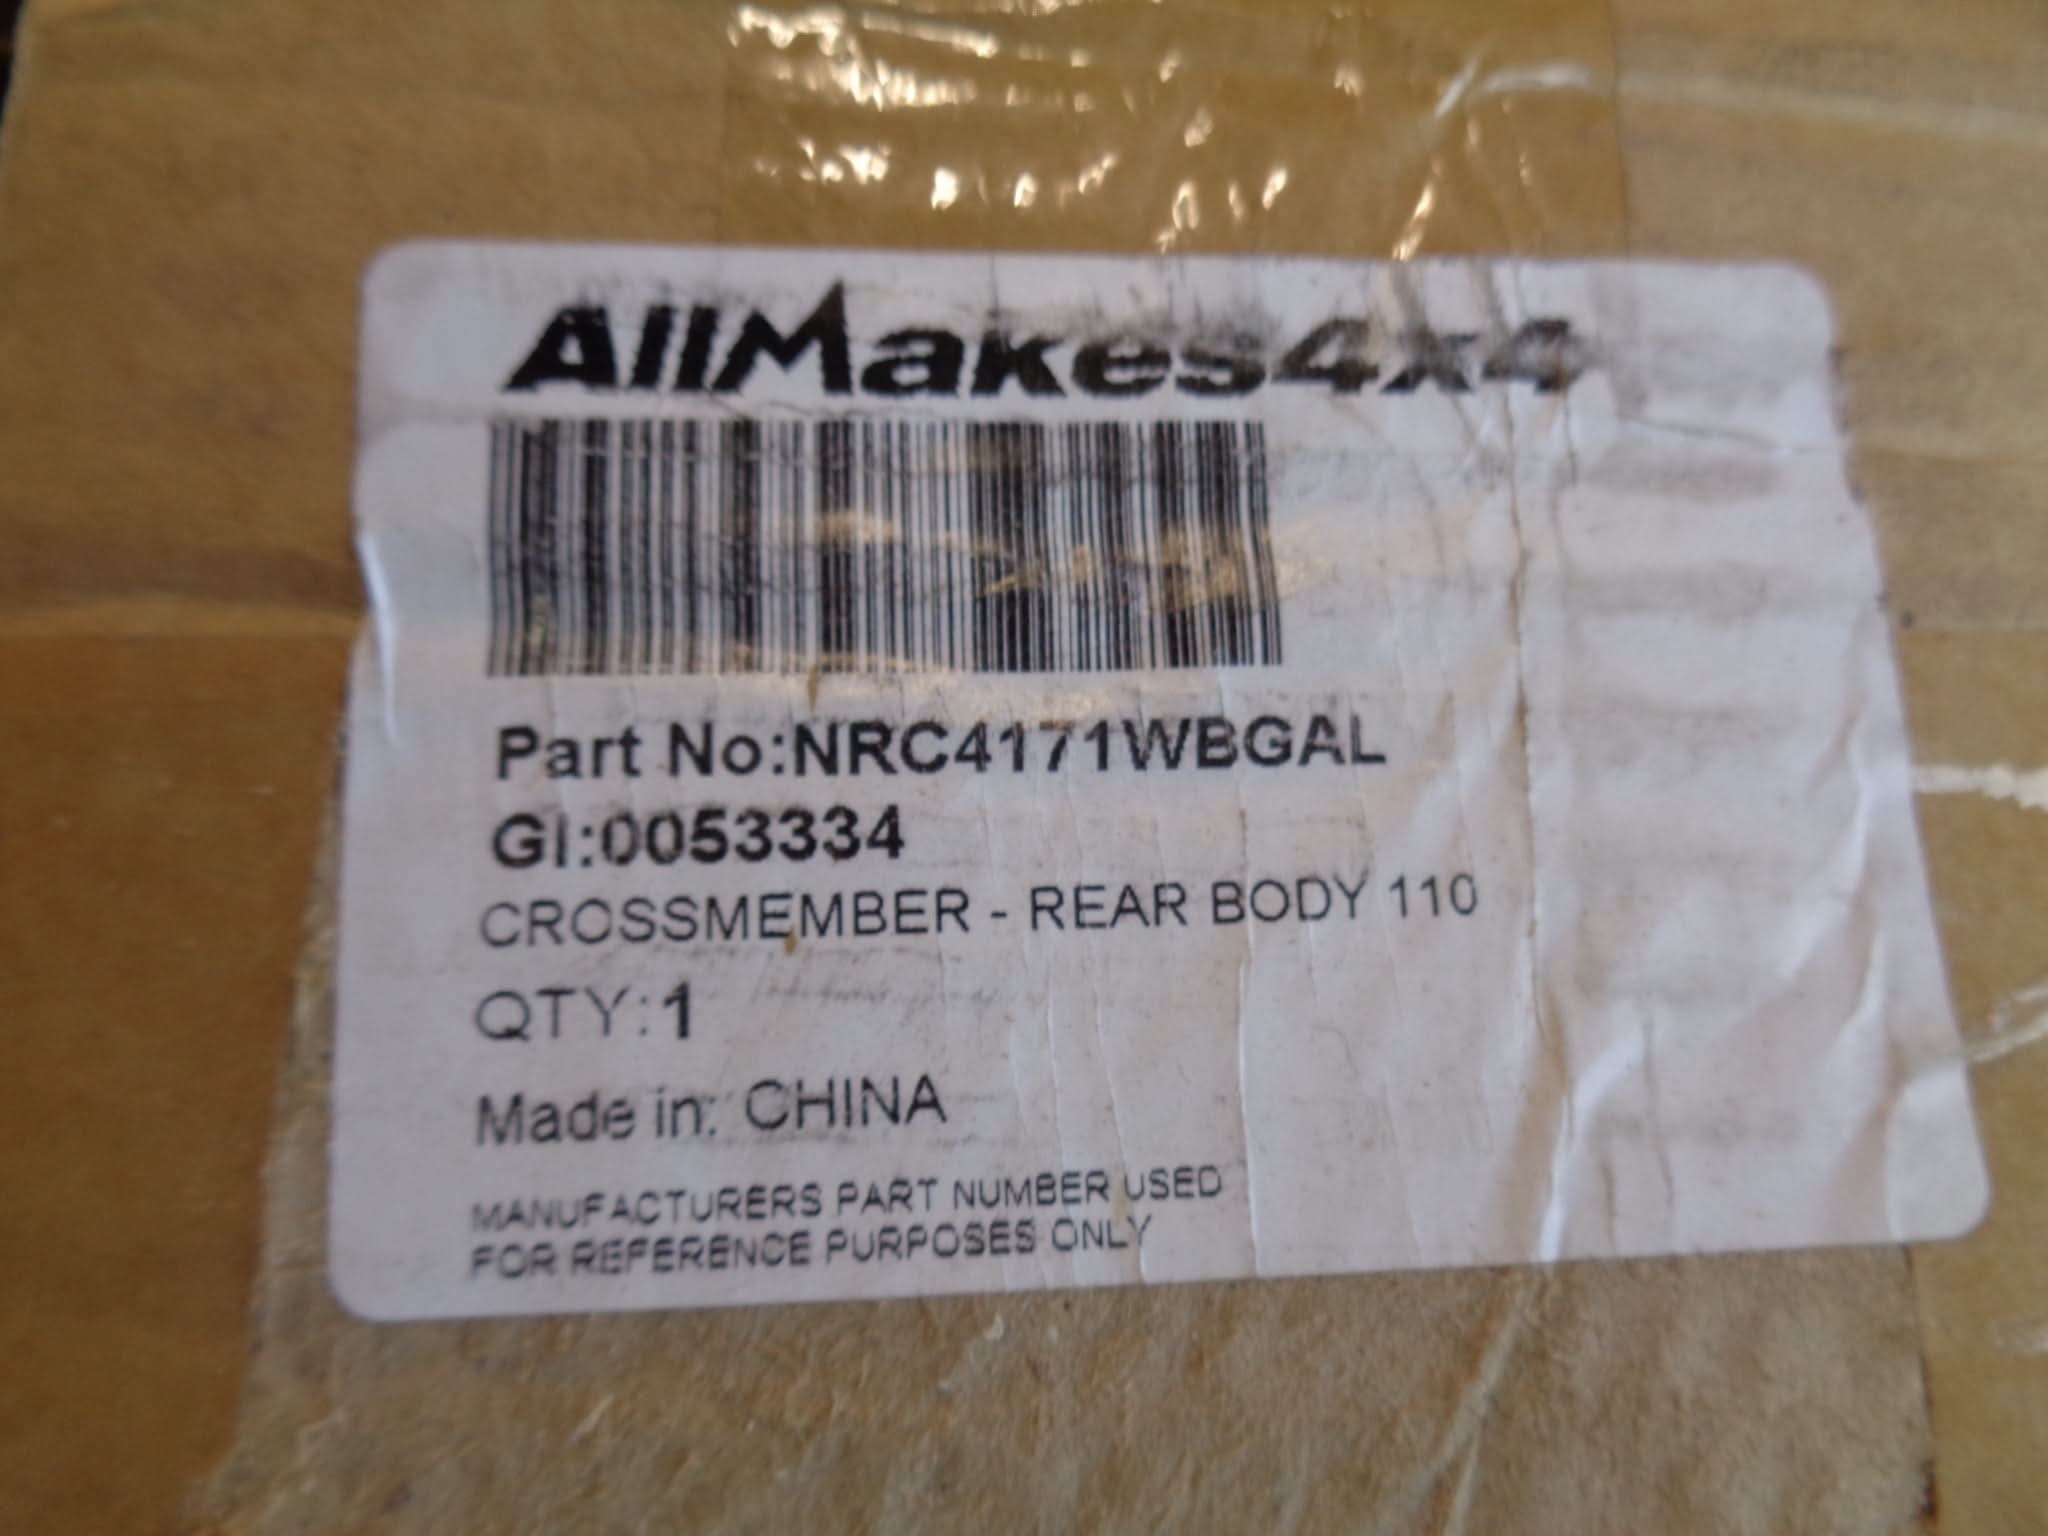 AllMakes4x4
Part No:NRC4171WBGAL
GI:0053334
CROSSMEMBER - REAR BODY 110
QTY:1
Made in: CHINA
MANUFACTURERS PART NUMBER USED
FOR REFERENCE PURPOSES ONLY